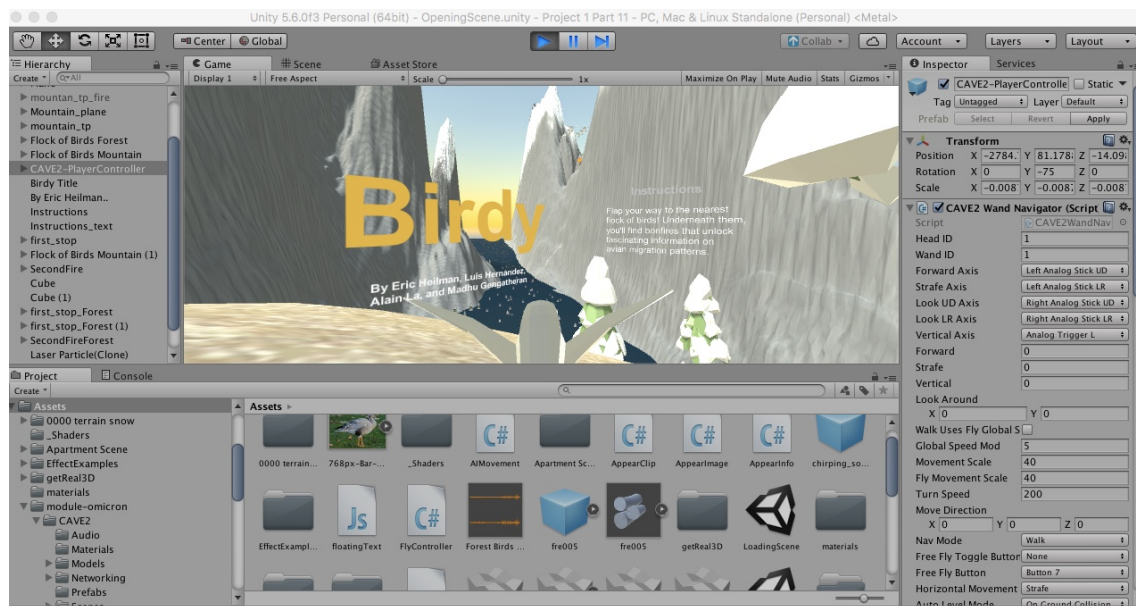 Unity 5.6.0f3 Personal (64bit) - OpeningScene.unity - Project 1 Part 11 - PC, Mac & Linux Standalone (Personal) <Metal>
Center Global Collab Account Layers Layout
Hierarchy
Create All
mountan_tp_fire
Mountain_plane
mountain_tp
Flock of Birds Forest
Flock of Birds Mountain
CAVE2-PlayerController
Birdy Title
By Eric Heilman..
Instructions
Instructions_text
first_stop
Flock of Birds Mountain (1)
SecondFire
Cube
Cube (1)
first_stop_Forest
first_stop_Forest (1)
SecondFireForest
Laser Particle(Clone)
Game Scene Asset Store
Display 1 Free Aspect Scale 1x Maximize On Play Mute Audio Stats Gizmos
Birdy
By Eric Heilman, Luis Hernandez,
Alain-La, and Madhu Gangatheran
Instructions
Flap your way to the nearest
flock of birds! Underneath them,
you'll find bonfires that unlock
fascinating information on
avian migration patterns.
Inspector Services
CAVE2-PlayerControlle Static
Tag Untagged Layer Default
Prefab Select Revert Apply
Transform
Position X -2784. Y 81.178 Z -14.09
Rotation X 0 Y -75 Z 0
Scale X -0.008 Y -0.008 Z -0.008
CAVE2 Wand Navigator (Script
Script CAVE2WandNav
Head ID 1
Wand ID 1
Forward Axis Left Analog Stick UD
Strafe Axis Left Analog Stick LR
Look UD Axis Right Analog Stick UD
Look LR Axis Right Analog Stick LR
Vertical Axis Analog Trigger L
Forward 0
Strafe 0
Vertical 0
Look Around
X 0 Y 0
Walk Uses Fly Global S
Global Speed Mod 5
Movement Scale 40
Fly Movement Scale 40
Turn Speed 200
Move Direction
X 0 Y 0 Z 0
Nav Mode Walk
Free Fly Toggle Button None
Free Fly Button Button 7
Horizontal Movement Strafe
Auto Level Mode On Ground Collision
Project Console
Create
Assets
0000 terrain snow
_Shaders
Apartment Scene
EffectExamples
getReal3D
materials
module-omicron
CAVE2
Audio
Materials
Models
Networking
Prefabs
Assets
0000 terrain... 768px-Bar-... _Shaders AIMovement Apartment Sc... AppearClip AppearImage AppearInfo chirping_so...
EffectExampl... floatingText FlyController Forest Birds ... fre005 fre005 getReal3D LoadingScene materials